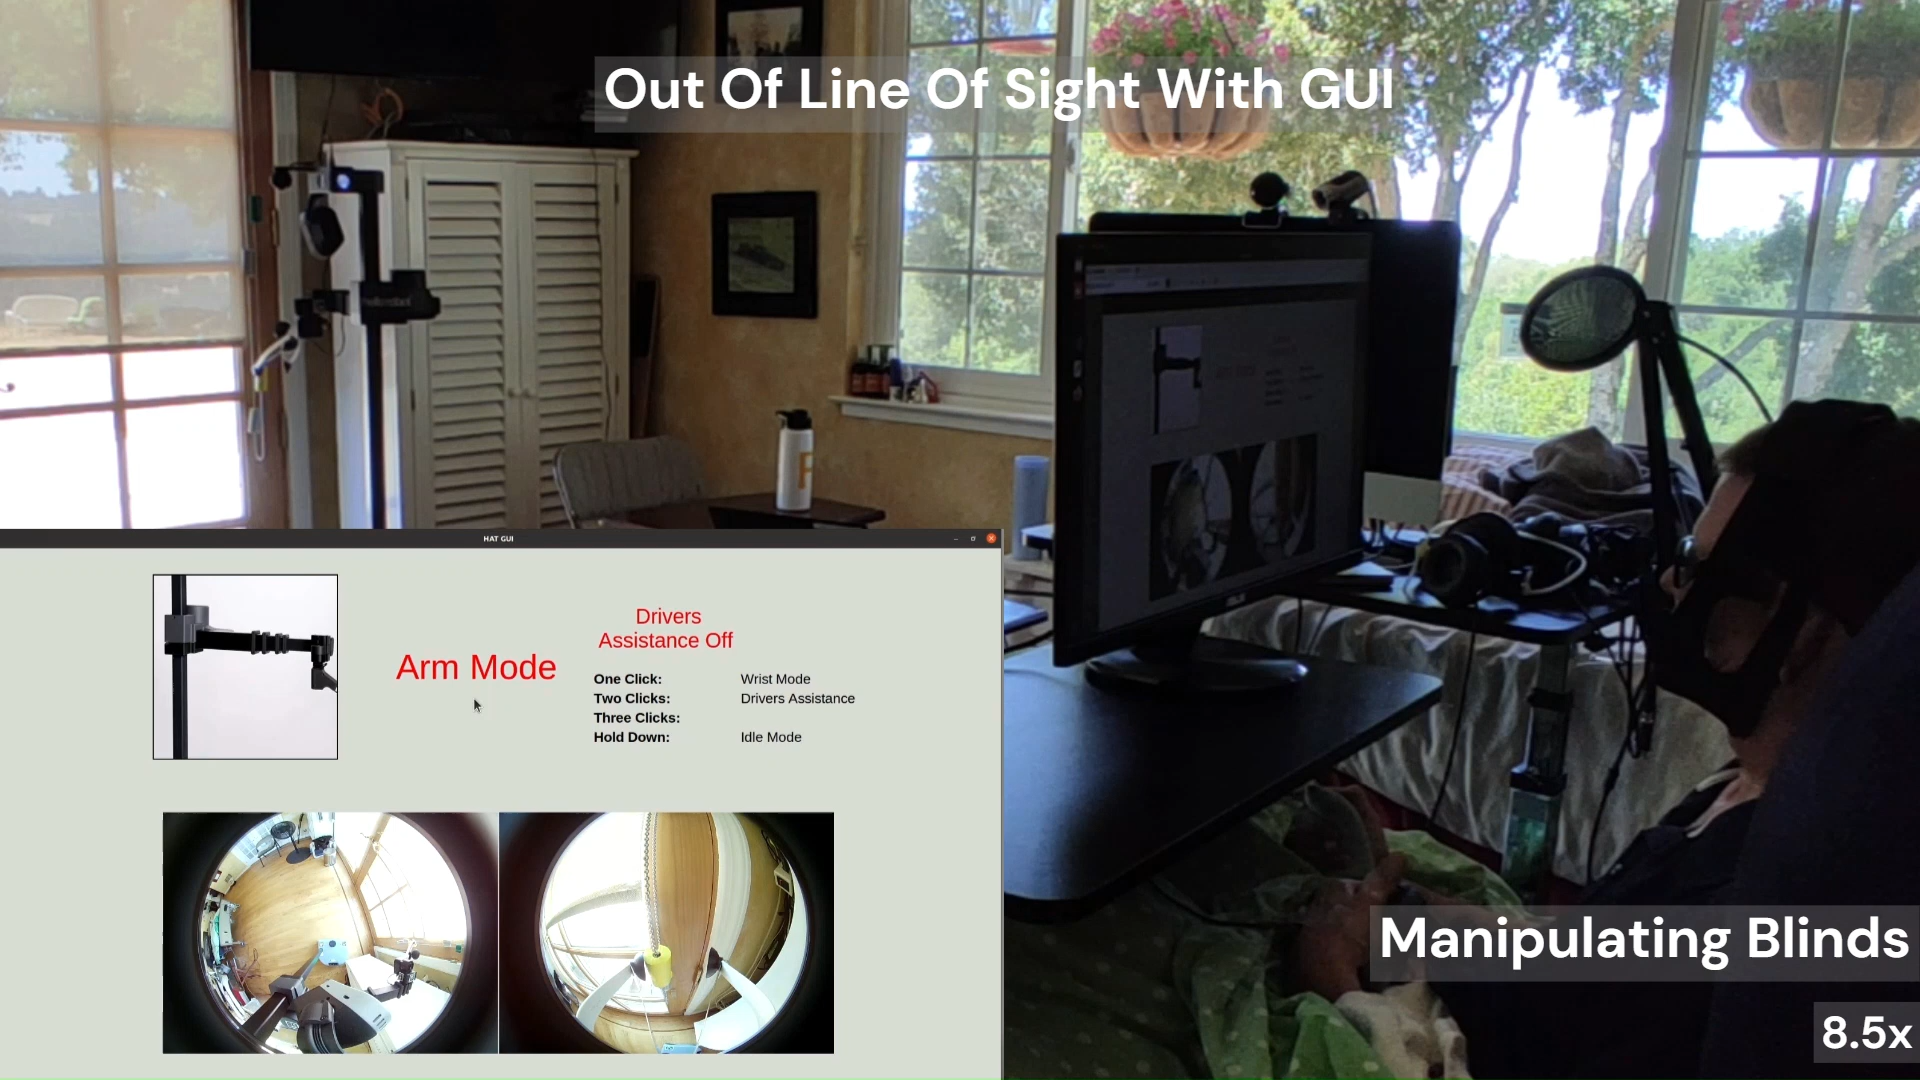 Out Of Line Of Sight With GUI
HAT GUI
Drivers
Assistance Off
Arm Mode
One Click: Wrist Mode
Two Clicks: Drivers Assistance
Three Clicks:
Hold Down: Idle Mode
Manipulating Blinds
8.5x